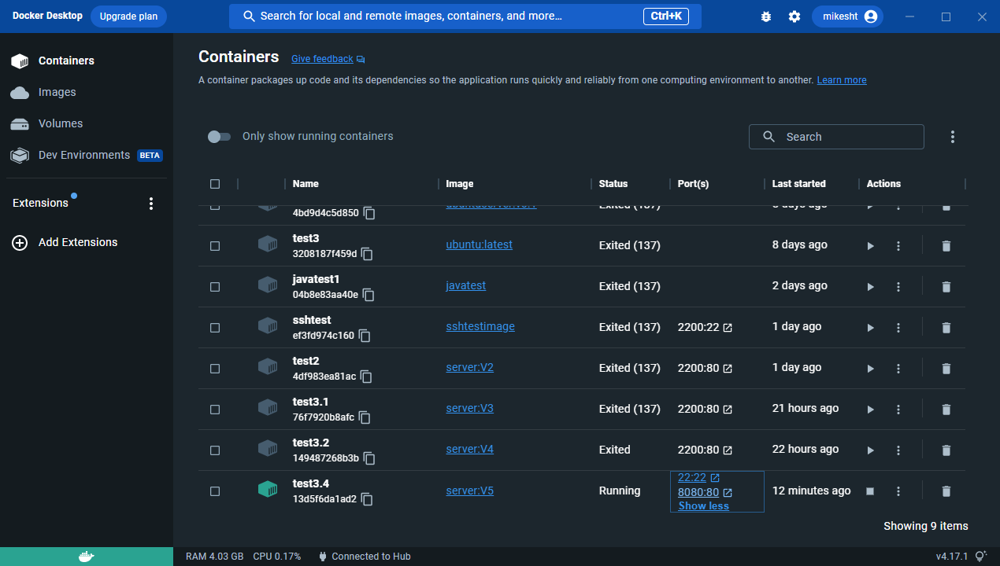 Docker Desktop Upgrade plan Search for local and remote images, containers, and more... Ctrl+K mikesht
Containers
Images
Volumes
Dev Environments BETA
Extensions
Add Extensions
Containers Give feedback
A container packages up code and its dependencies so the application runs quickly and reliably from one computing environment to another. Learn more
Only show running containers Search
Name Image Status Port(s) Last started Actions
4bd9d4c5d850 Exited (137) days ago
test3
3208187f459d ubuntu:latest Exited (137) 8 days ago
javatest1
04b8e83aa40e javatest Exited (137) 2 days ago
sshtest
ef3fd974c160 sshtestimage Exited (137) 2200:22 1 day ago
test2
4df983ea81ac server:V2 Exited (137) 2200:80 1 day ago
test3.1
76f7920b8afc server:V3 Exited (137) 2200:80 21 hours ago
test3.2
149487268b3b server:V4 Exited 2200:80 22 hours ago
test3.4
13d5f6da1ad2 server:V5 Running 22:22 12 minutes ago
8080:80
Show less
Showing 9 items
RAM 4.03 GB CPU 0.17% Connected to Hub v4.17.1